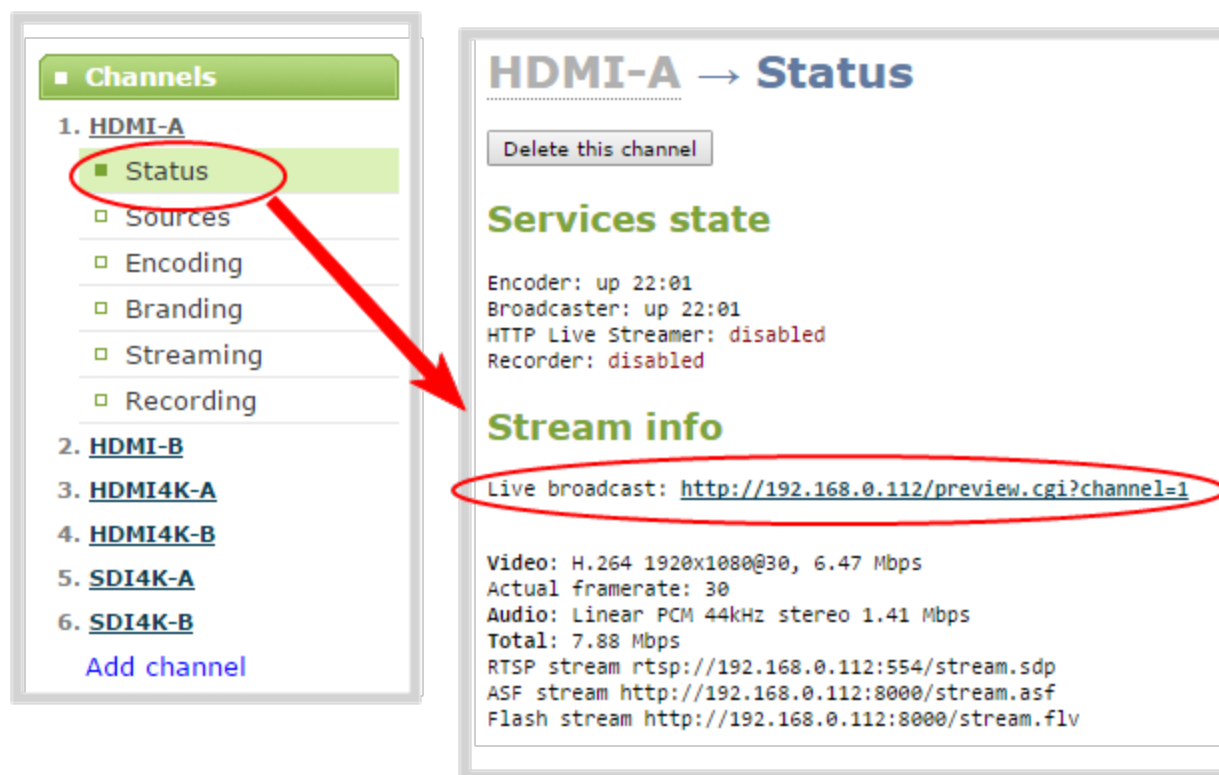 Channels
1. HDMI-A
Status
Sources
Encoding
Branding
Streaming
Recording
2. HDMI-B
3. HDMI4K-A
4. HDMI4K-B
5. SDI4K-A
6. SDI4K-B
Add channel
HDMI-A → Status
Delete this channel
Services state
Encoder: up 22:01
Broadcaster: up 22:01
HTTP Live Streamer: disabled
Recorder: disabled
Stream info
Live broadcast: http://192.168.0.112/preview.cgi?channel=1
Video: H.264 1920x1080@30, 6.47 Mbps
Actual framerate: 30
Audio: Linear PCM 44kHz stereo 1.41 Mbps
Total: 7.88 Mbps
RTSP stream rtsp://192.168.0.112:554/stream.sdp
ASF stream http://192.168.0.112:8000/stream.asf
Flash stream http://192.168.0.112:8000/stream.flv